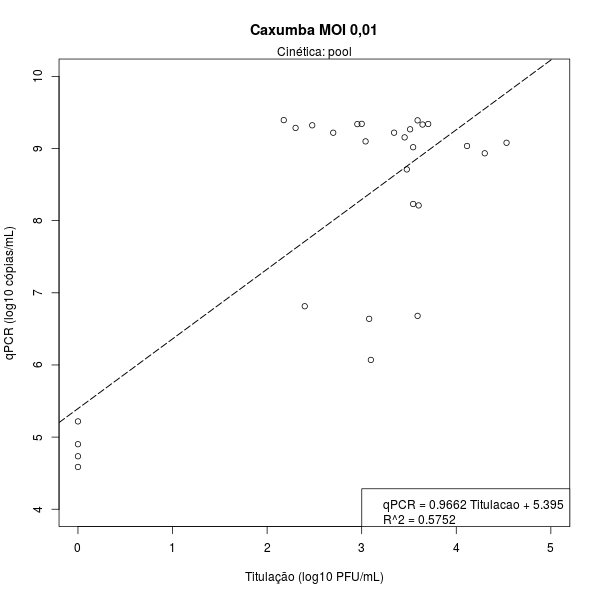 Caxumba MOI 0,01
Cinética: pool
qPCR (log10 cópias/mL)
10
9
8
7
6
5
4
qPCR = 0.9662 Titulacao + 5.395
R^2 = 0.5752
0 1 2 3 4 5
Titulação (log10 PFU/mL)